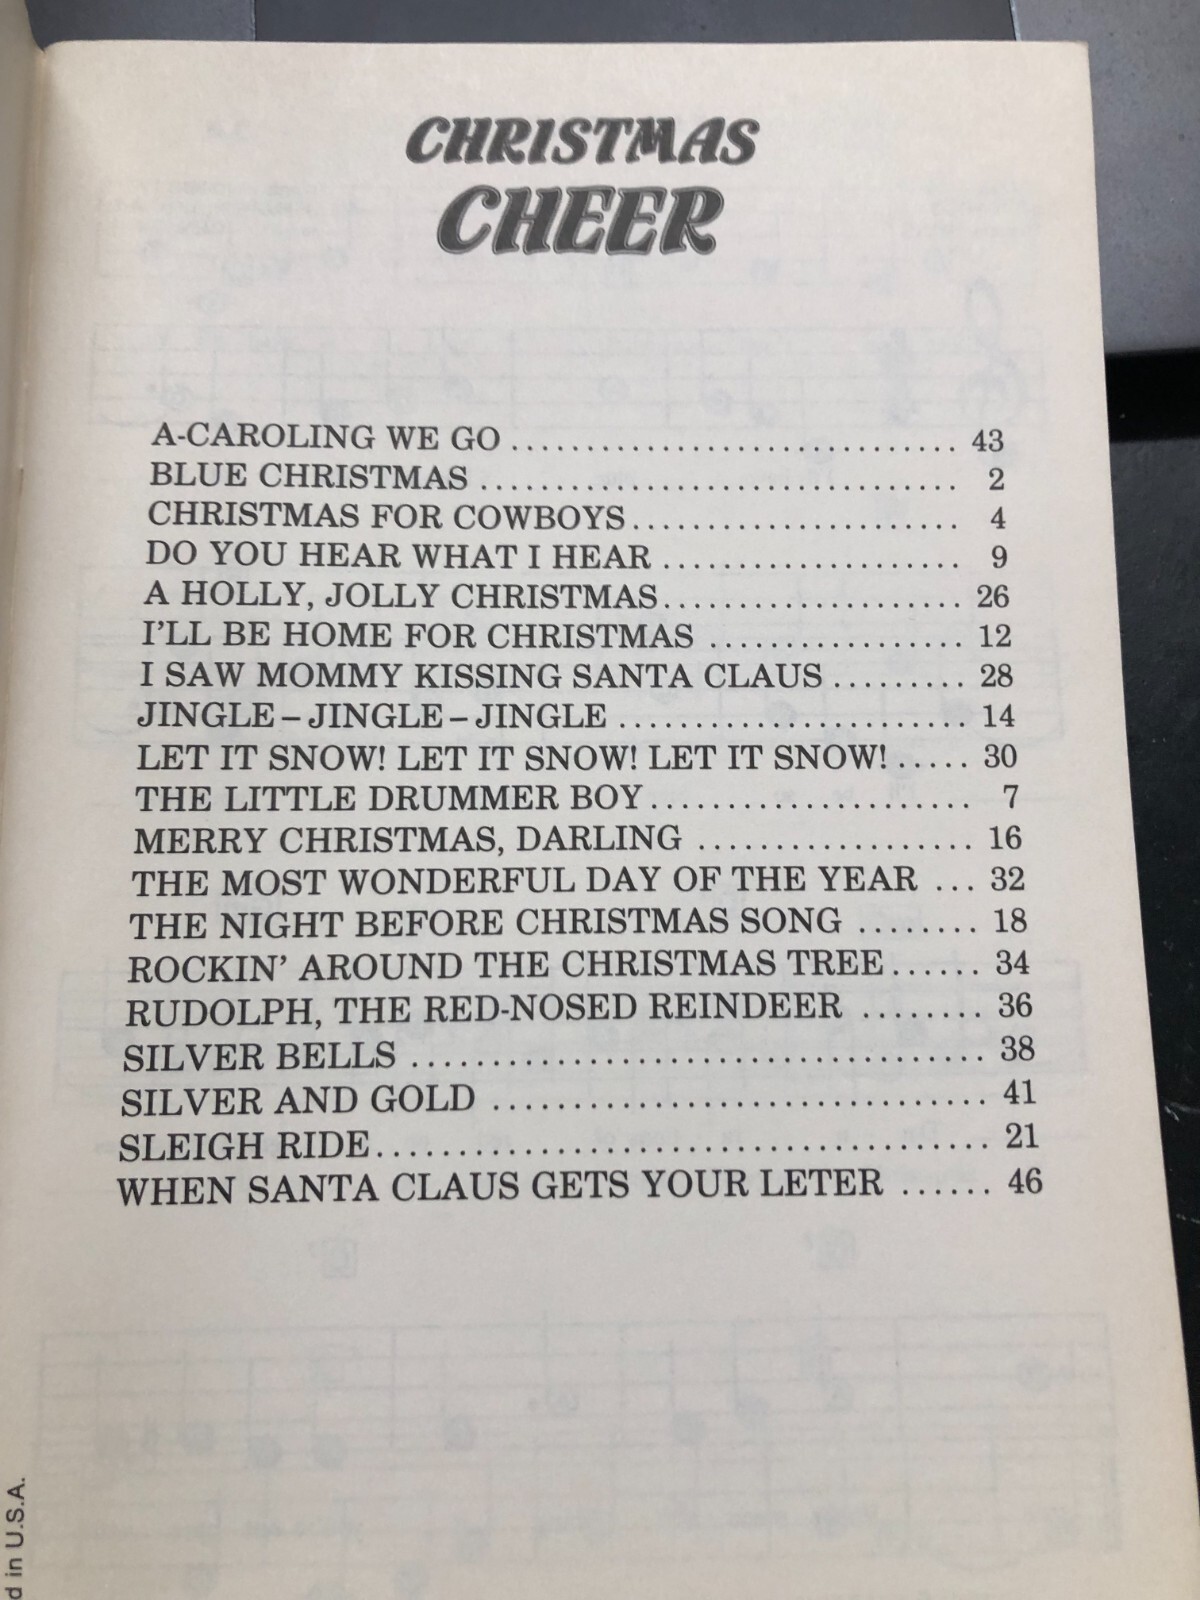 CHRISTMAS
CHEER
A-CAROLING WE GO ................................ 43
BLUE CHRISTMAS .................................. 2
CHRISTMAS FOR COWBOYS....................... 4
DO YOU HEAR WHAT I HEAR ..................... 9
A HOLLY, JOLLY CHRISTMAS.................... 26
I'LL BE HOME FOR CHRISTMAS ................. 12
I SAW MOMMY KISSING SANTA CLAUS ......... 28
JINGLE – JINGLE – JINGLE ........................ 14
LET IT SNOW! LET IT SNOW! LET IT SNOW! ..... 30
THE LITTLE DRUMMER BOY...................... 7
MERRY CHRISTMAS, DARLING ................... 16
THE MOST WONDERFUL DAY OF THE YEAR ... 32
THE NIGHT BEFORE CHRISTMAS SONG ........ 18
ROCKIN' AROUND THE CHRISTMAS TREE...... 34
RUDOLPH, THE RED-NOSED REINDEER ........ 36
SILVER BELLS ....................................... 38
SILVER AND GOLD ................................. 41
SLEIGH RIDE......................................... 21
WHEN SANTA CLAUS GETS YOUR LETER ...... 46
d in U.S.A.